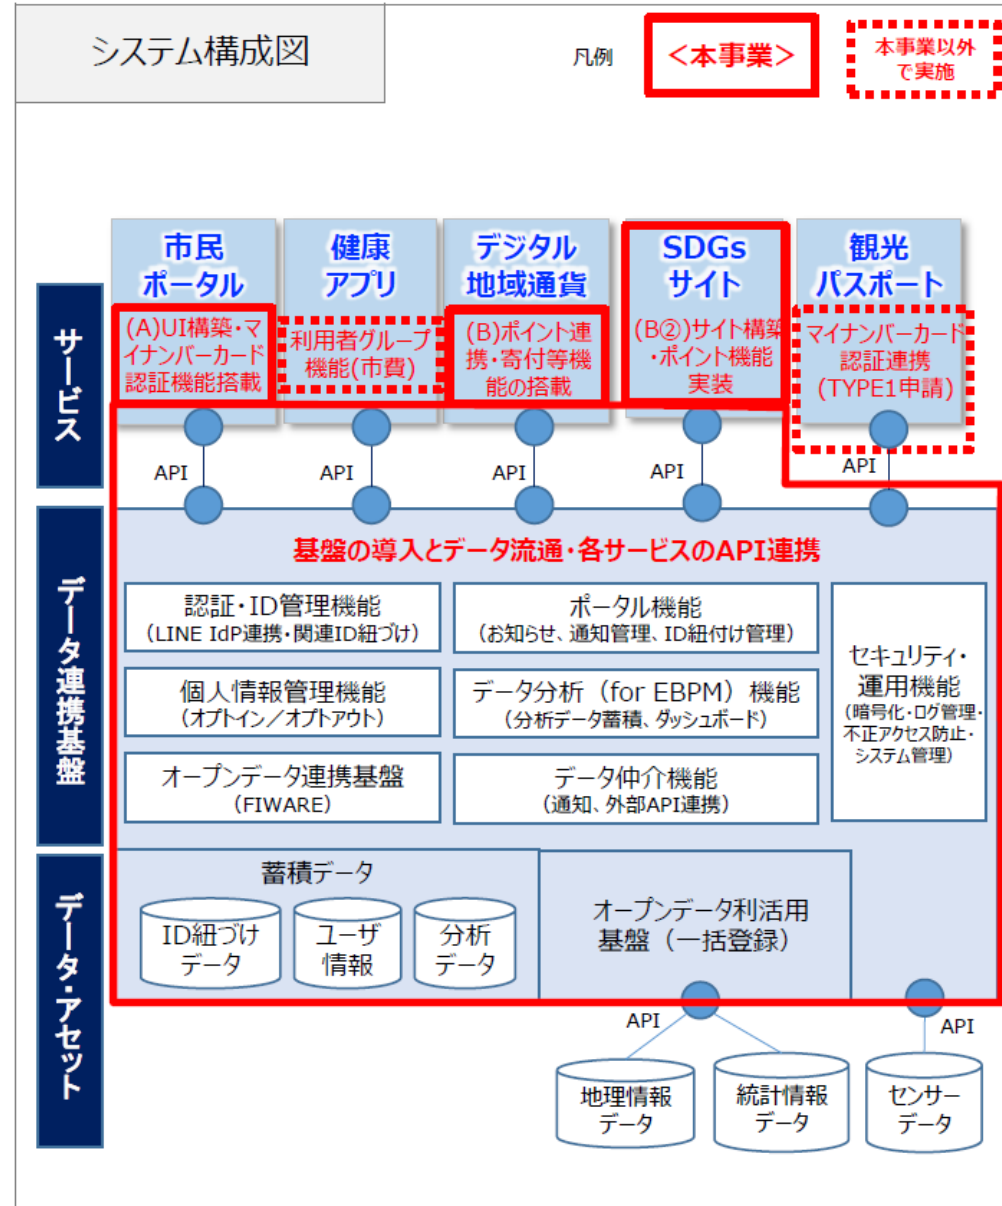 システム構成図
凡例
<本事業>
本事業以外
で実施
市民
ポータル
(A)UI構築・マ
イナンバーカード
認証機能搭載
健康
アプリ
利用者グループ
機能(市費)
デジタル
地域通貨
(B)ポイント連
携・寄付等機
能の搭載
SDGs
サイト
(B②)サイト構築
・ポイント機能
実装
観光
パスポート
マイナンバーカード
認証連携
(TYPE1申請)
サービス
API
API
API
API
API
データ連携基盤
基盤の導入とデータ流通・各サービスのAPI連携
認証・ID管理機能
(LINE IdP連携・関連ID紐づけ)
ポータル機能
(お知らせ、通知管理、ID紐付け管理)
個人情報管理機能
(オプトイン/オプトアウト)
データ分析(for EBPM)機能
(分析データ蓄積、ダッシュボード)
オープンデータ連携基盤
(FIWARE)
データ仲介機能
(通知、外部API連携)
セキュリティ・
運用機能
(暗号化・ログ管理・
不正アクセス防止・
システム管理)
データ・アセット
蓄積データ
ID紐づけ
データ
ユーザ
情報
分析
データ
オープンデータ利活用
基盤(一括登録)
API
API
地理情報
データ
統計情報
データ
センサー
データ